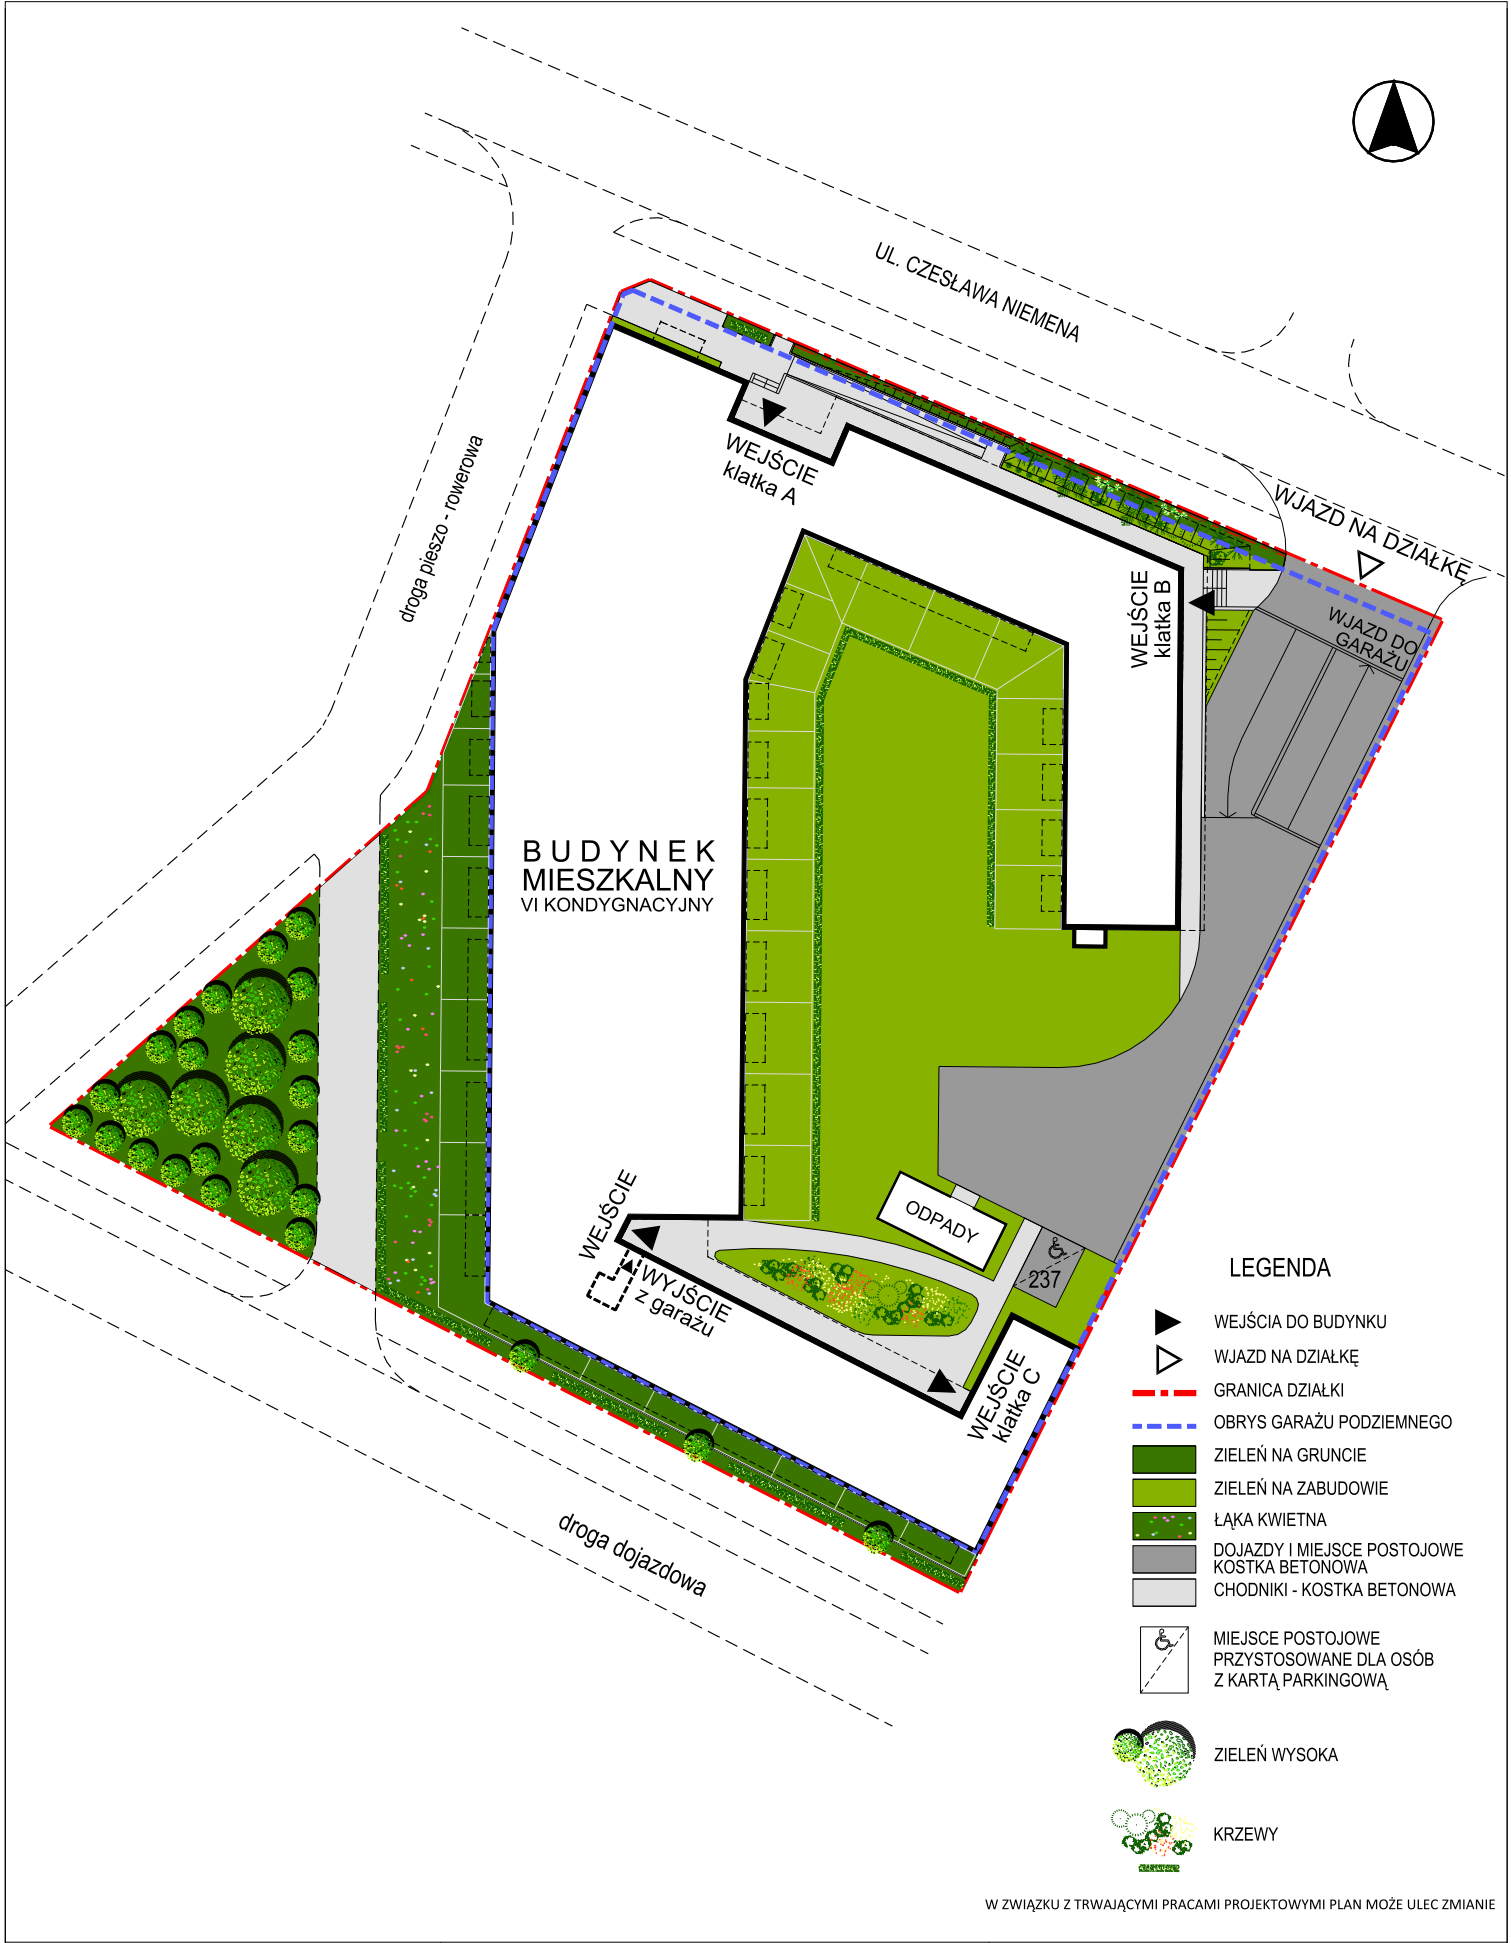 UL. CZESŁAWA NIEMENA
droga pieszo - rowerowa
WEJŚCIE
klatka A
WJAZD NA DZIAŁKĘ
WEJŚCIE
klatka B
WJAZD DO
GARAŻU
BUDYNEK
MIESZKALNY
VI KONDYGNACYJNY
WEJŚCIE
WYJŚCIE
z garażu
ODPADY
237
WEJŚCIE
klatka C
droga dojazdowa
LEGENDA
WEJŚCIA DO BUDYNKU
WJAZD NA DZIAŁKĘ
GRANICA DZIAŁKI
OBRYS GARAŻU PODZIEMNEGO
ZIELEŃ NA GRUNCIE
ZIELEŃ NA ZABUDOWIE
ŁĄKA KWIETNA
DOJAZDY I MIEJSCE POSTOJOWE
KOSTKA BETONOWA
CHODNIKI - KOSTKA BETONOWA
MIEJSCE POSTOJOWE
PRZYSTOSOWANE DLA OSÓB
Z KARTĄ PARKINGOWĄ
ZIELEŃ WYSOKA
KRZEWY
W ZWIĄZKU Z TRWAJĄCYMI PRACAMI PROJEKTOWYMI PLAN MOŻE ULEC ZMIANIE